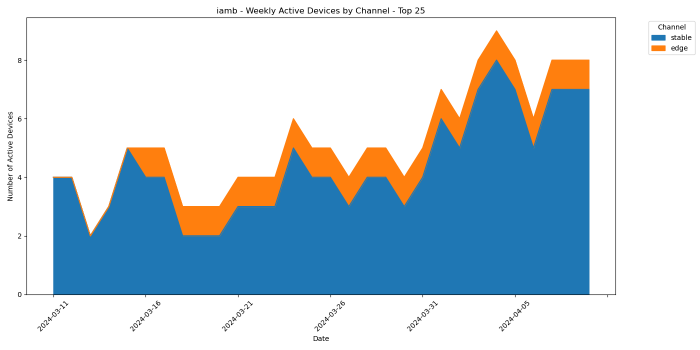 iamb - Weekly Active Devices by Channel - Top 25
Channel
stable
edge
Number of Active Devices
8
6
4
2
0
2024-03-11
2024-03-16
2024-03-21
2024-03-26
2024-03-31
2024-04-05
Date